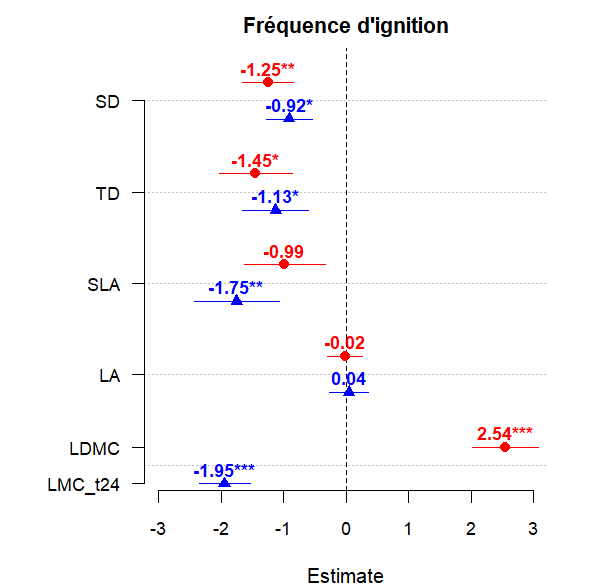 Fréquence d'ignition
-1.25**
SD
-0.92*
-1.45*
TD
-1.13*
-0.99
SLA
-1.75**
-0.02
LA
0.04
2.54***
LDMC
-1.95***
LMC_t24
-3 -2 -1 0 1 2 3
Estimate